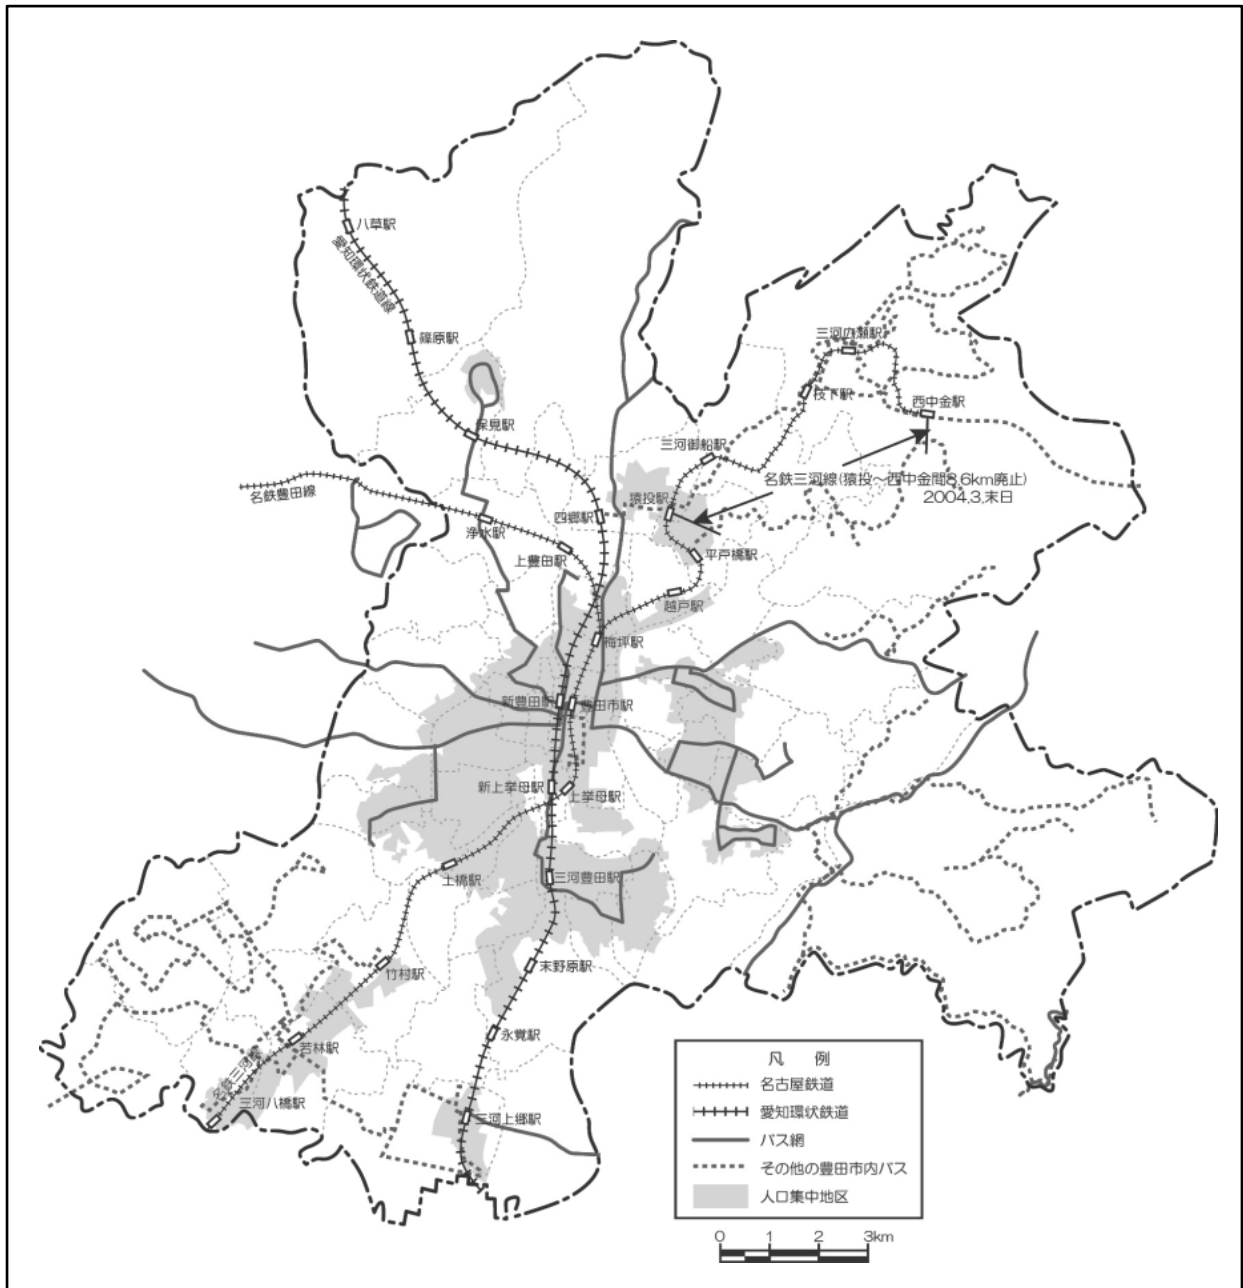 八草駅
愛知環状鉄道線
篠原駅
三河広瀬駅
枝下駅
西中金駅
保見駅
三河御船駅
名鉄三河線(猿投～西中金間8.6km廃止)
2004.3.末日
名鉄豊田線
猿投駅
四郷駅
浄水駅
上豊田駅
平戸橋駅
越戸駅
梅坪駅
新豊田駅
豊田市駅
新上挙母駅
上挙母駅
土橋駅
三河豊田駅
末野原駅
竹村駅
永覚駅
若林駅
名鉄三河線
三河八橋駅
三河上郷駅
凡 例
名古屋鉄道
愛知環状鉄道
バス網
その他の豊田市内バス
人口集中地区
0 1 2 3km